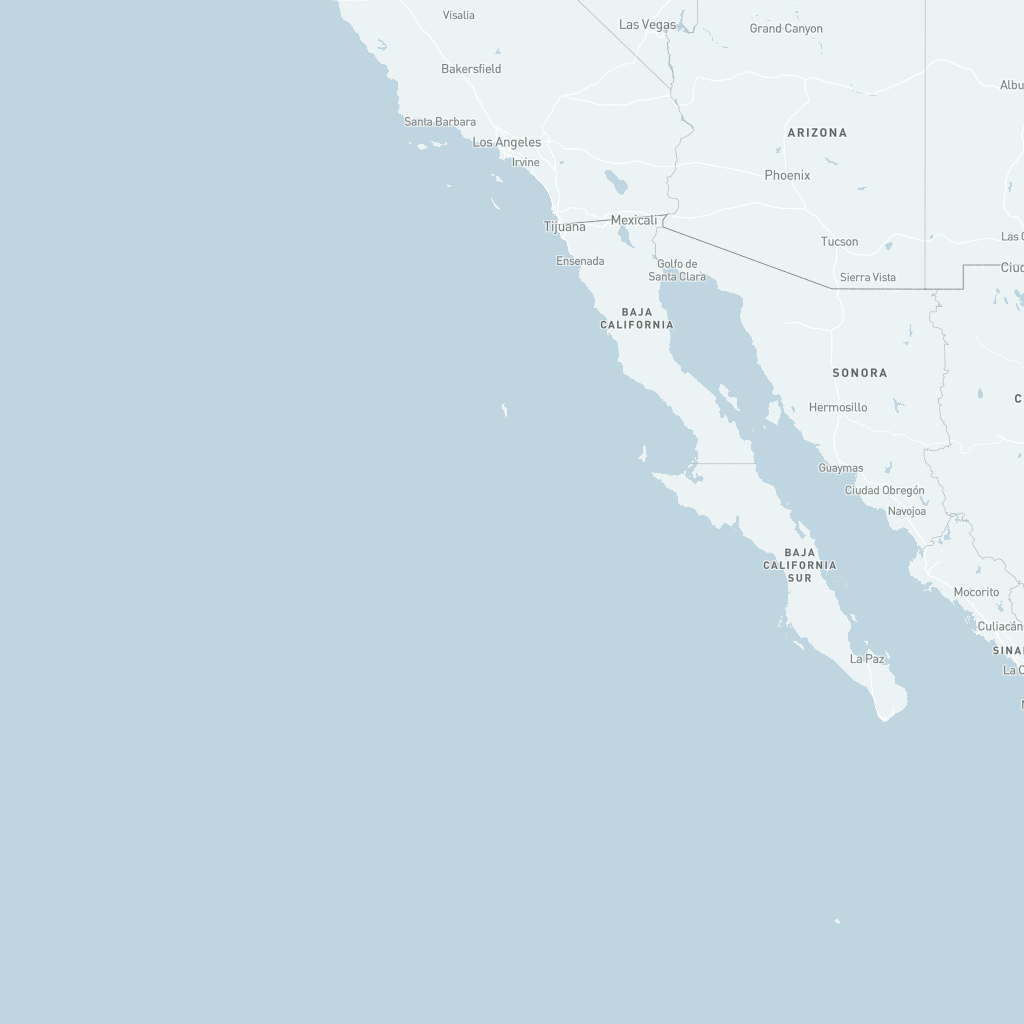 Visalia
Las Vegas
Grand Canyon
Bakersfield
Albu
Santa Barbara
ARIZONA
Los Angeles
Irvine
Phoenix
Mexicali
Tijuana
Las C
Tucson
Ensenada
Golfo de
Santa Clara
Sierra Vista
Ciud
BAJA
CALIFORNIA
SONORA
C
Hermosillo
Guaymas
Ciudad Obregón
Navojoa
BAJA
CALIFORNIA
SUR
Mocorito
Culiacán
SINA
La Paz
La C